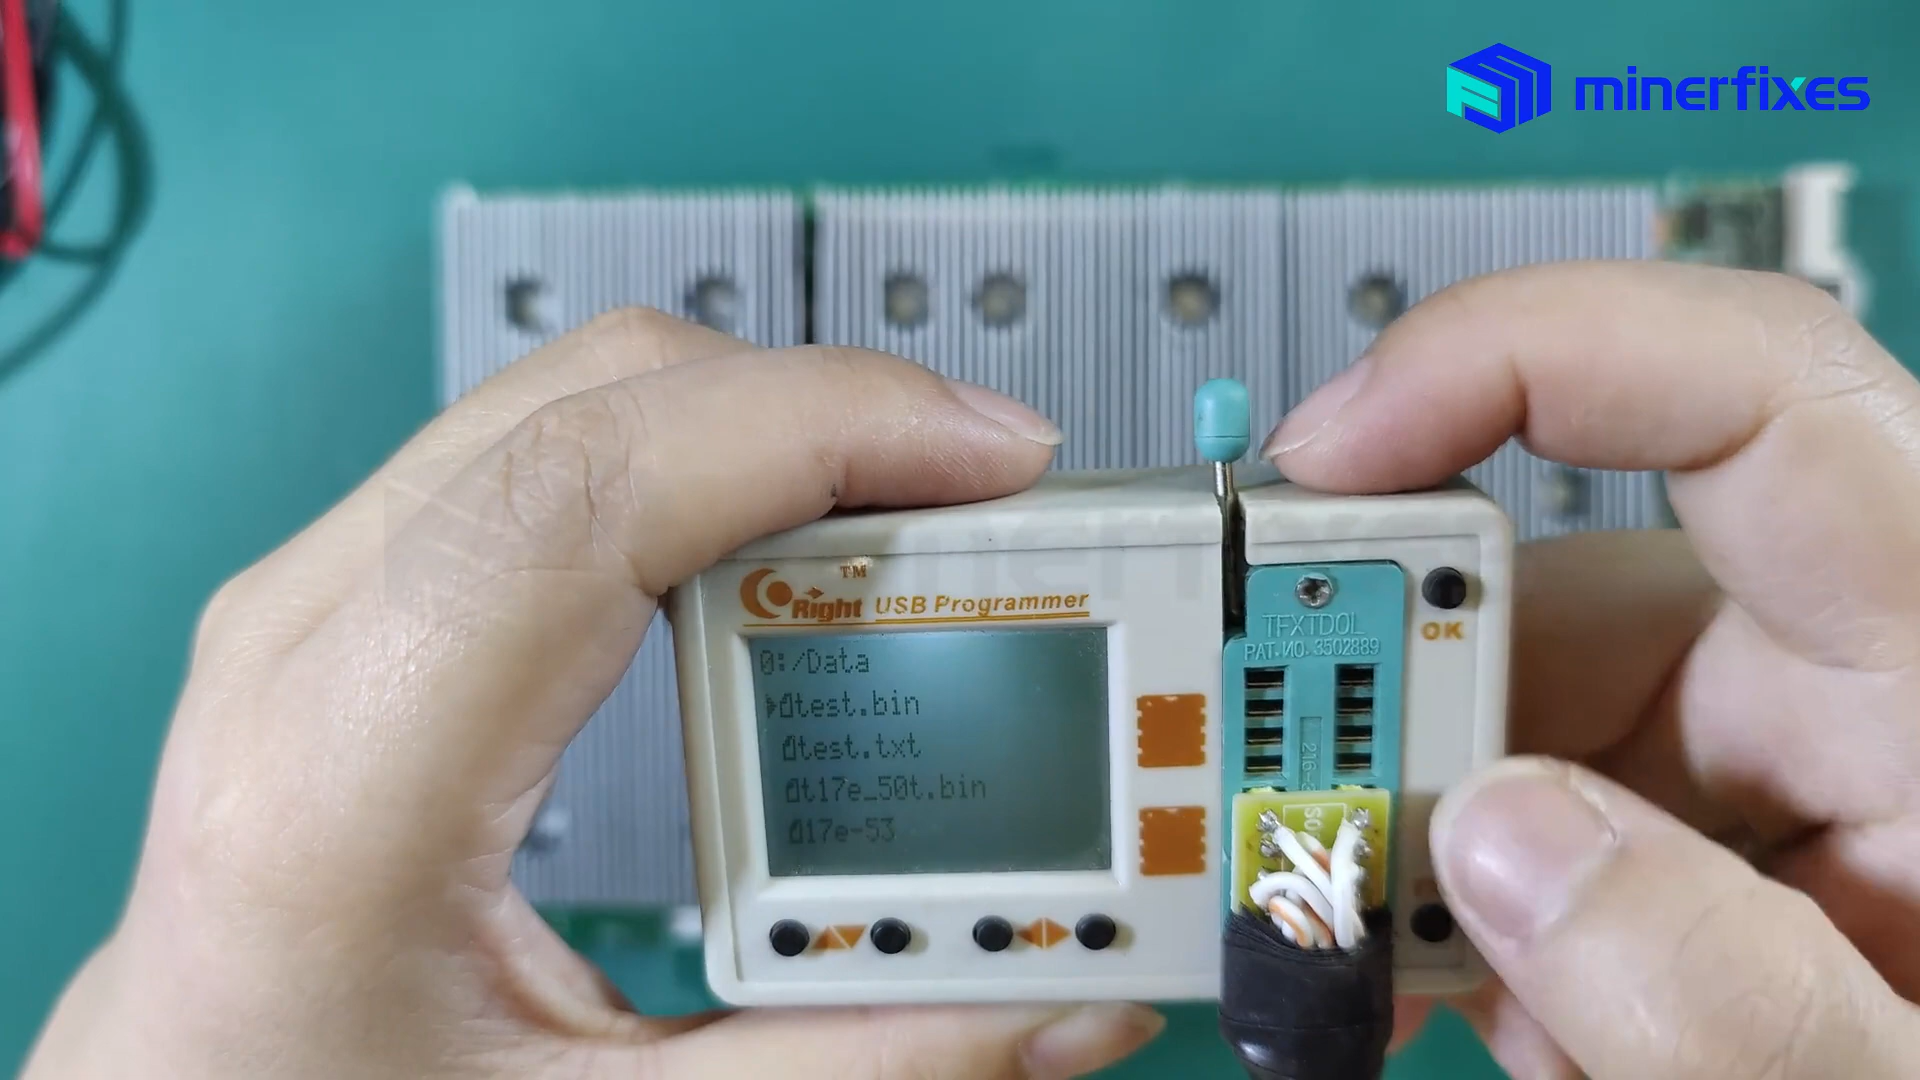 minerfixes
Right TM USB Programmer
0:/Data
test.bin
test.txt
t17e_50t.bin
17e-53
TFXTDOL
PAT.NO. 3502889
OK